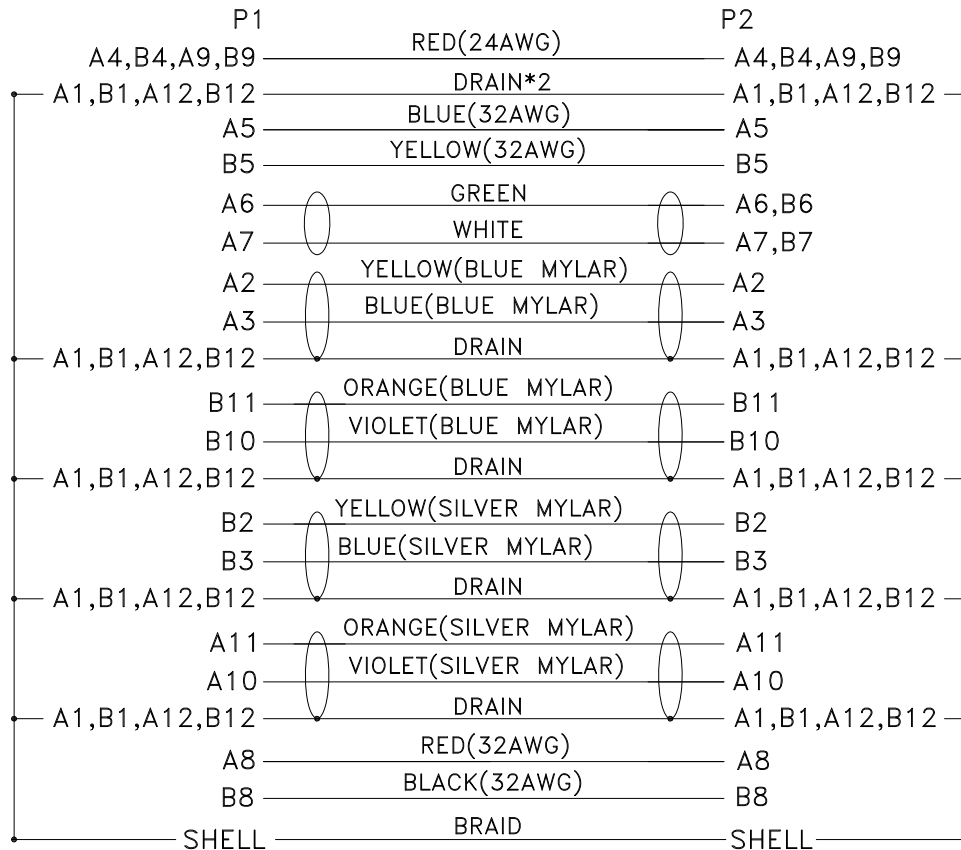 P1 P2
A4,B4,A9,B9 RED(24AWG) A4,B4,A9,B9
A1,B1,A12,B12 DRAIN*2 A1,B1,A12,B12
A5 BLUE(32AWG) A5
B5 YELLOW(32AWG) B5
A6 GREEN A6,B6
A7 WHITE A7,B7
A2 YELLOW(BLUE MYLAR) A2
A3 BLUE(BLUE MYLAR) A3
A1,B1,A12,B12 DRAIN A1,B1,A12,B12
B11 ORANGE(BLUE MYLAR) B11
B10 VIOLET(BLUE MYLAR) B10
A1,B1,A12,B12 DRAIN A1,B1,A12,B12
B2 YELLOW(SILVER MYLAR) B2
B3 BLUE(SILVER MYLAR) B3
A1,B1,A12,B12 DRAIN A1,B1,A12,B12
A11 ORANGE(SILVER MYLAR) A11
A10 VIOLET(SILVER MYLAR) A10
A1,B1,A12,B12 DRAIN A1,B1,A12,B12
A8 RED(32AWG) A8
B8 BLACK(32AWG) B8
SHELL BRAID SHELL